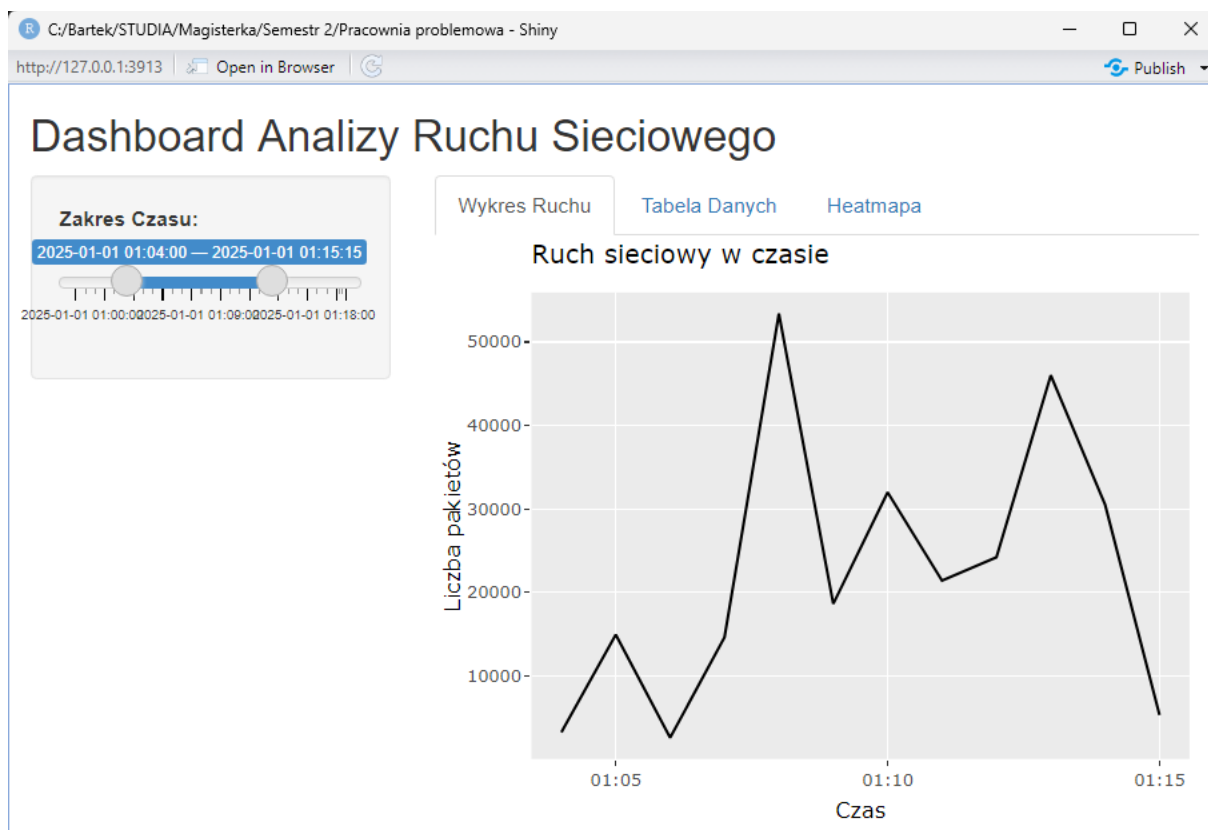 R C:/Bartek/STUDIA/Magisterka/Semestr 2/Pracownia problemowa - Shiny
http://127.0.0.1:3913 Open in Browser Publish
Dashboard Analizy Ruchu Sieciowego
Zakres Czasu:
2025-01-01 01:04:00 — 2025-01-01 01:15:15
2025-01-01 01:00:00 2025-01-01 01:09:00 2025-01-01 01:18:00
Wykres Ruchu Tabela Danych Heatmapa
Ruch sieciowy w czasie
Liczba pakietów
50000
40000
30000
20000
10000
01:05 01:10 01:15
Czas